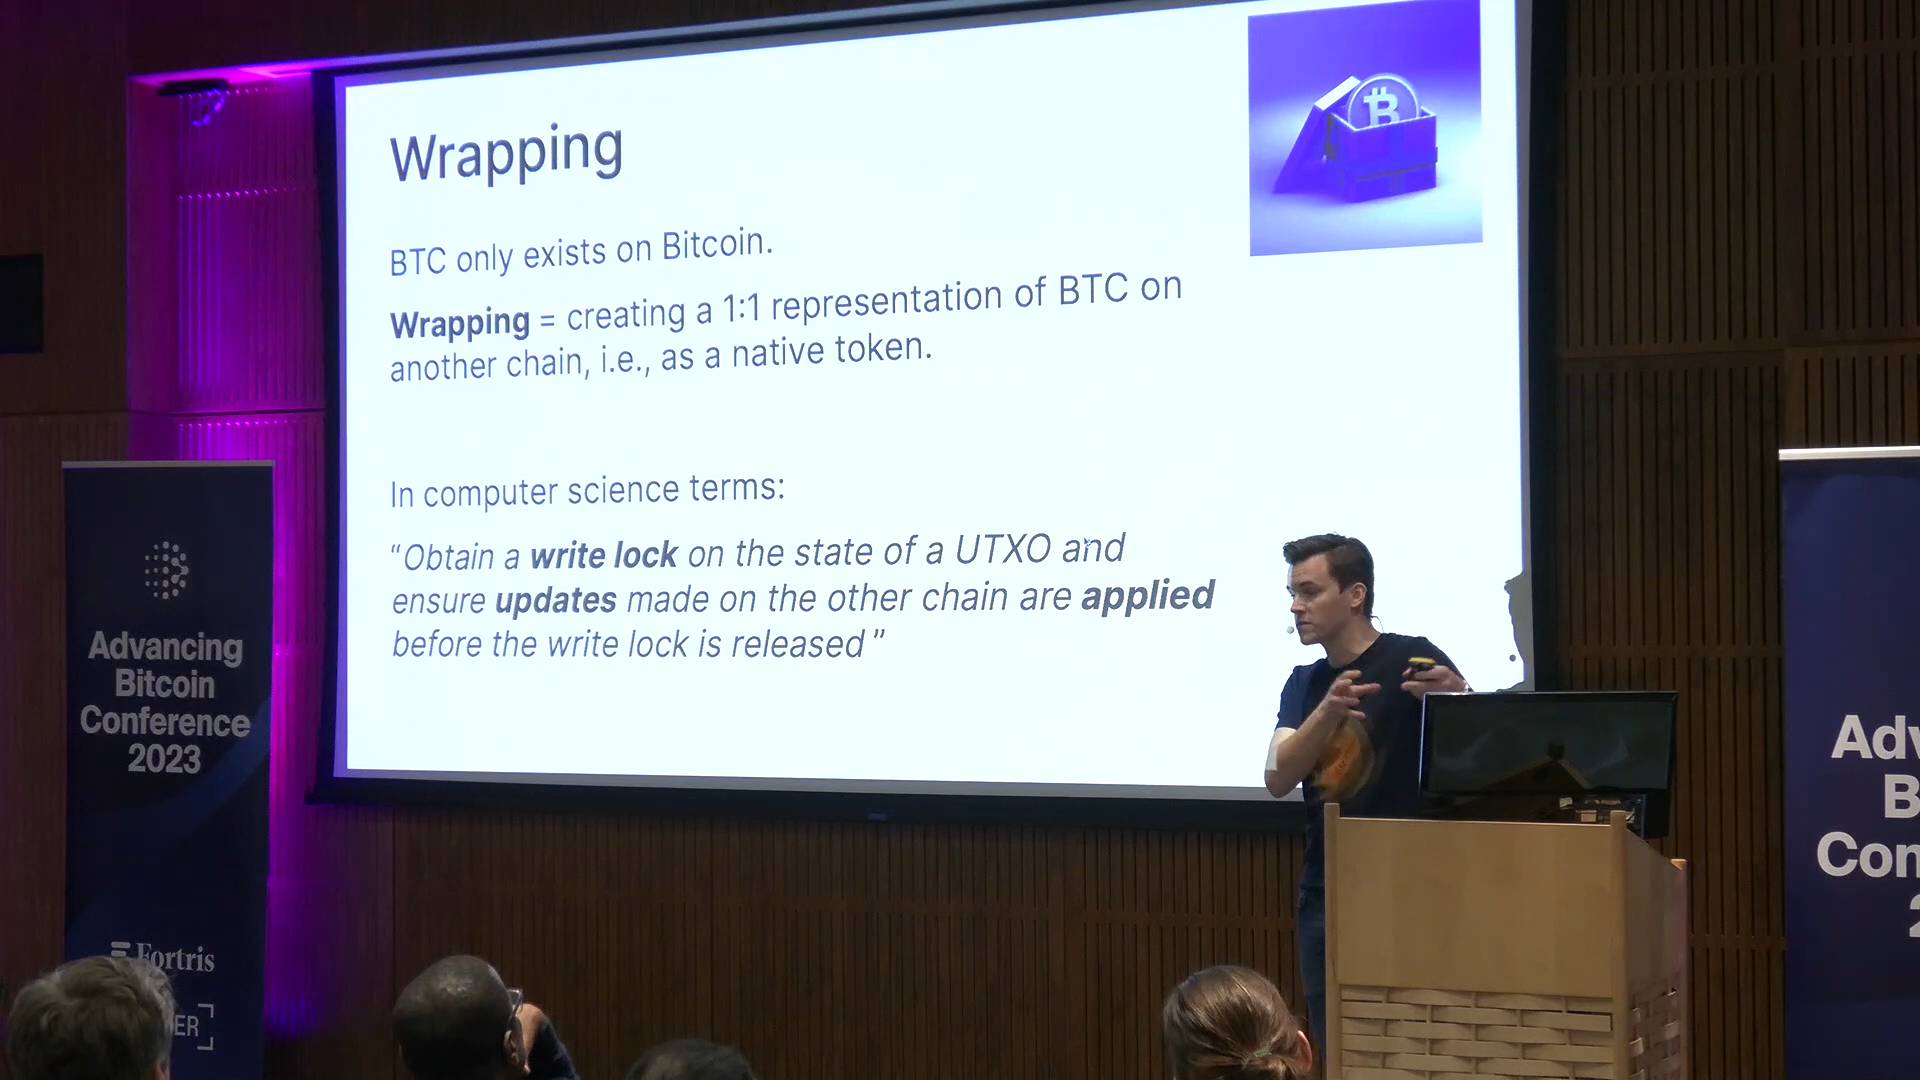 Wrapping
BTC only exists on Bitcoin.
Wrapping = creating a 1:1 representation of BTC on
another chain, i.e., as a native token.
In computer science terms:
“Obtain a write lock on the state of a UTXO and
ensure updates made on the other chain are applied
before the write lock is released ”
Advancing
Bitcoin
Conference
2023
Fortris
ER
Adv
B
Con
2